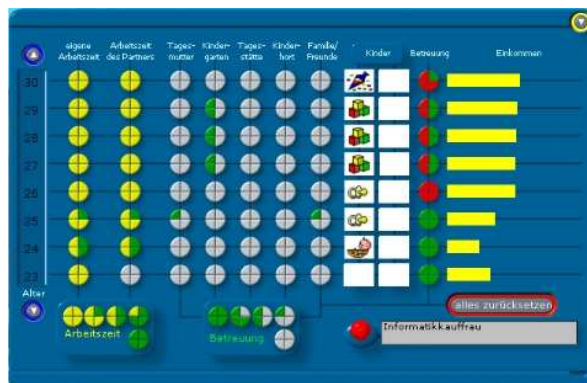 eigene Arbeitszeit Tages- Kinder- Tages- Kinder- Familie/
Arbeitszeit des Partners mutter garten stätte hort Freunde Kinder Betreuung Einkommen
30
29
28
27
26
25
24
23
Alter
alles zurücksetzen
Arbeitszeit
Betreuung
Informatikkauffrau